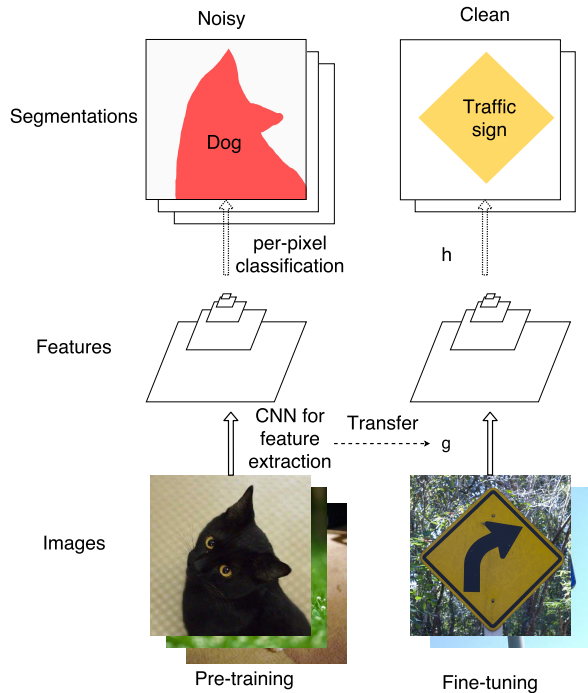 Noisy
Clean
Segmentations
Dog
Traffic
sign
per-pixel
classification
h
Features
CNN for
feature
extraction
Transfer
g
Images
Pre-training
Fine-tuning